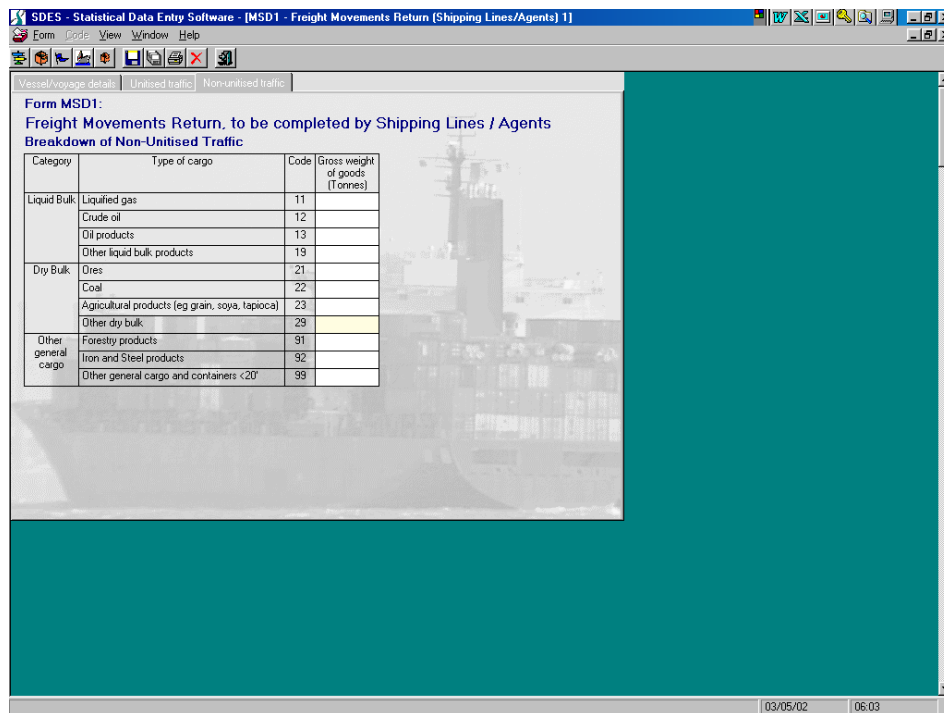 SDES - Statistical Data Entry Software - [MSD1 - Freight Movements Return (Shipping Lines/Agents) 1]
Form Code View Window Help
Vessel/voyage details Unitised traffic Non-unitised traffic
Form MSD1:
Freight Movements Return, to be completed by Shipping Lines / Agents
Breakdown of Non-Unitised Traffic
Category Type of cargo Code Gross weight
of goods
(Tonnes)
Liquid Bulk Liquified gas 11
Crude oil 12
Oil products 13
Other liquid bulk products 19
Dry Bulk Ores 21
Coal 22
Agricultural products (eg grain, soya, tapioca) 23
Other dry bulk 29
Other Forestry products 91
general Iron and Steel products 92
cargo Other general cargo and containers <20' 99
03/05/02 06:03